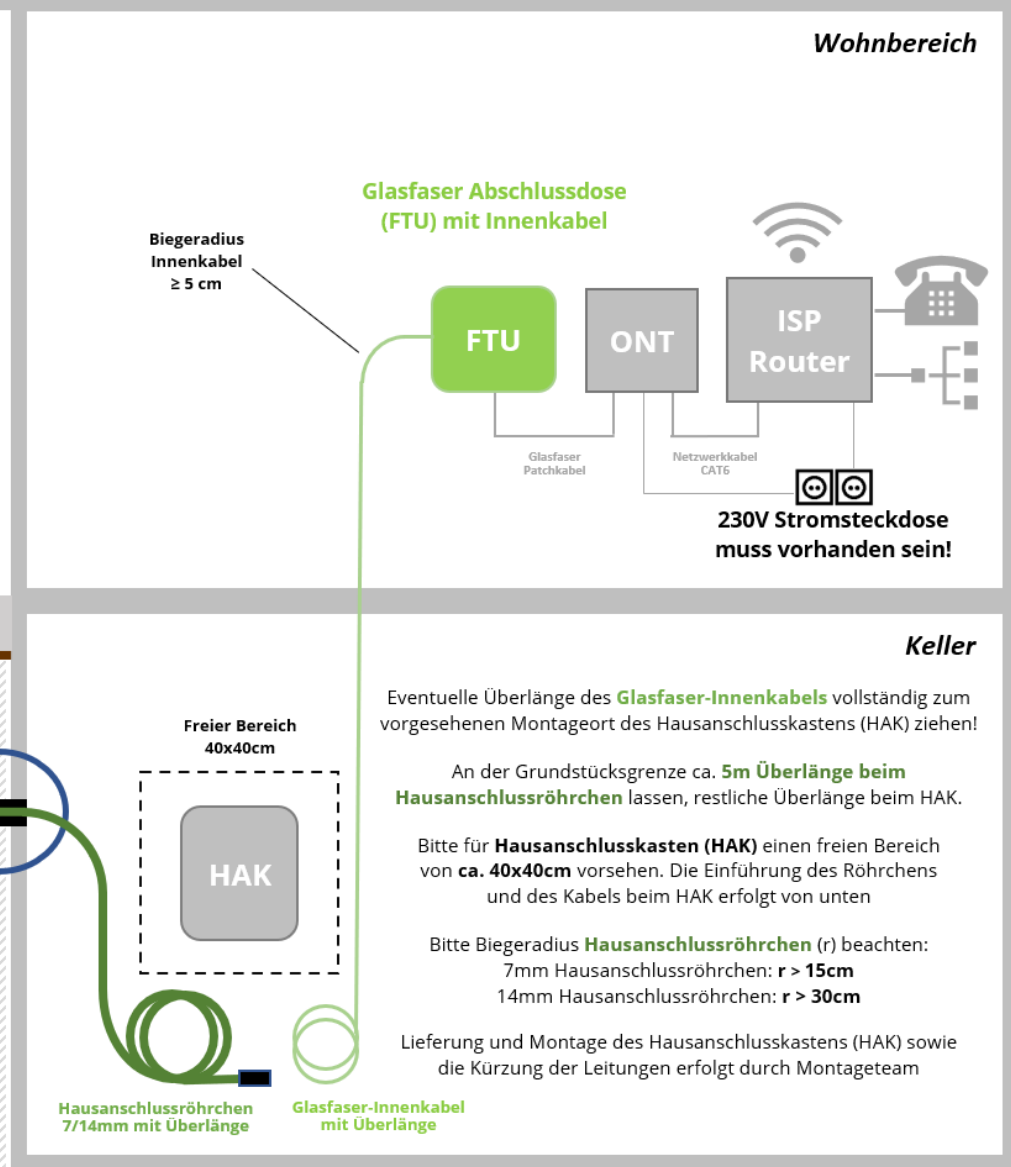 Wohnbereich
Glasfaser Abschlussdose
(FTU) mit Innenkabel
Biegeradius
Innenkabel
≥ 5 cm
FTU
ONT
ISP
Router
Glasfaser
Patchkabel
Netzwerkkabel
CAT6
230V Stromsteckdose
muss vorhanden sein!
Keller
Eventuelle Überlänge des Glasfaser-Innenkabels vollständig zum
vorgesehenen Montageort des Hausanschlusskastens (HAK) ziehen!
Freier Bereich
40x40cm
An der Grundstücksgrenze ca. 5m Überlänge beim
Hausanschlussröhrchen lassen, restliche Überlänge beim HAK.
HAK
Bitte für Hausanschlusskasten (HAK) einen freien Bereich
von ca. 40x40cm vorsehen. Die Einführung des Röhrchens
und des Kabels beim HAK erfolgt von unten
Bitte Biegeradius Hausanschlussröhrchen (r) beachten:
7mm Hausanschlussröhrchen: r > 15cm
14mm Hausanschlussröhrchen: r > 30cm
Lieferung und Montage des Hausanschlusskastens (HAK) sowie
die Kürzung der Leitungen erfolgt durch Montageteam
Hausanschlussröhrchen
7/14mm mit Überlänge
Glasfaser-Innenkabel
mit Überlänge